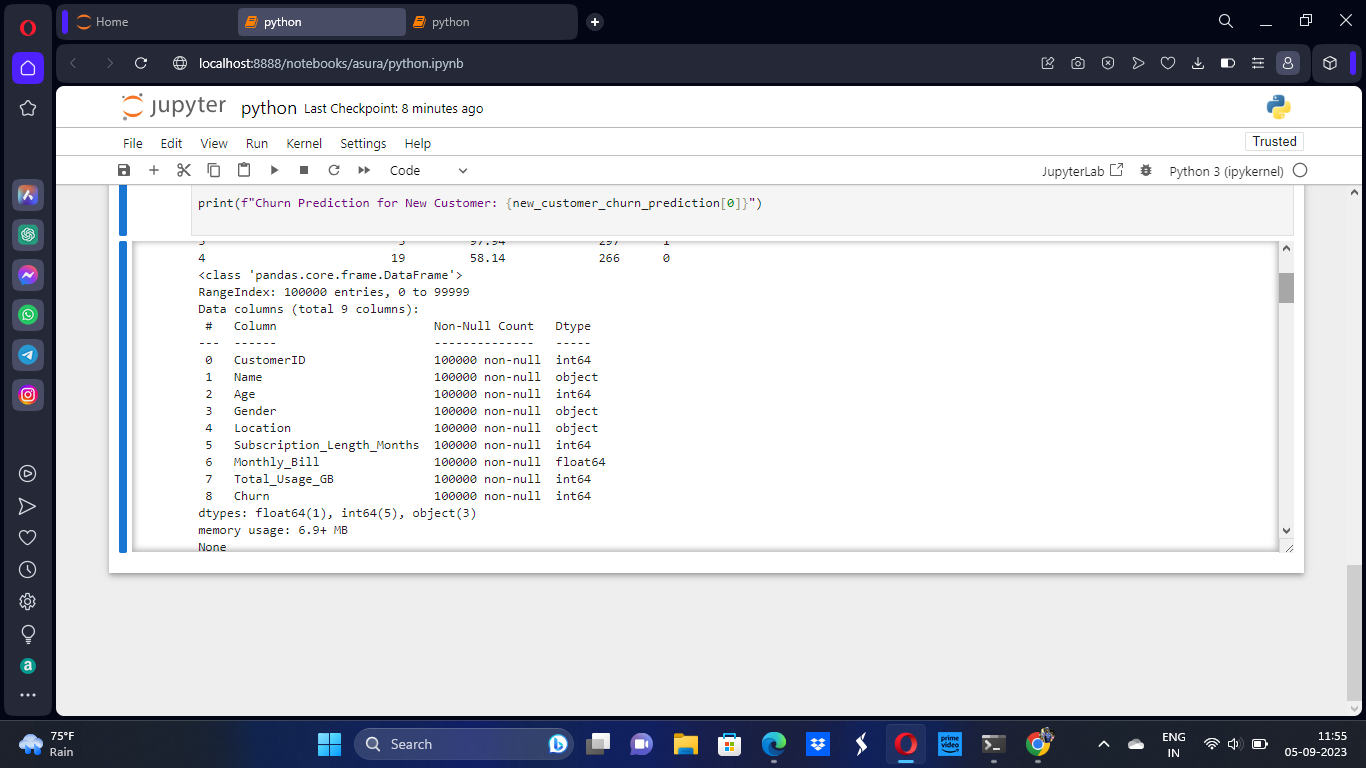 Home
python
python
localhost:8888/notebooks/asura/python.ipynb
jupyter python Last Checkpoint: 8 minutes ago
File Edit View Run Kernel Settings Help
Trusted
Code
JupyterLab
Python 3 (ipykernel)
print(f"Churn Prediction for New Customer: {new_customer_churn_prediction[0]}")
4 19 58.14 266 0
<class 'pandas.core.frame.DataFrame'>
RangeIndex: 100000 entries, 0 to 99999
Data columns (total 9 columns):
# Column Non-Null Count Dtype
--- ------ -------------- -----
0 CustomerID 100000 non-null int64
1 Name 100000 non-null object
2 Age 100000 non-null int64
3 Gender 100000 non-null object
4 Location 100000 non-null object
5 Subscription_Length_Months 100000 non-null int64
6 Monthly_Bill 100000 non-null float64
7 Total_Usage_GB 100000 non-null int64
8 Churn 100000 non-null int64
dtypes: float64(1), int64(5), object(3)
memory usage: 6.9+ MB
None
75°F
Rain
Search
prime video
ENG
IN
11:55
05-09-2023